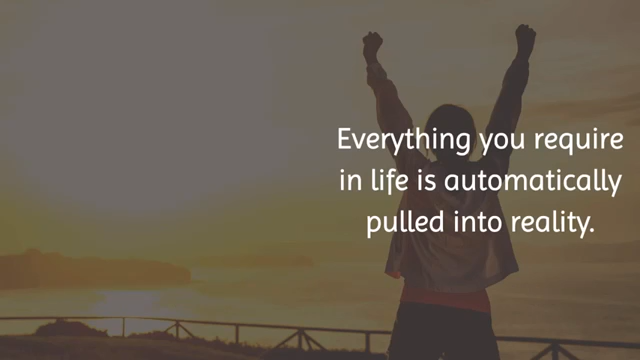 Everything you require
in life is automatically
pulled into reality.